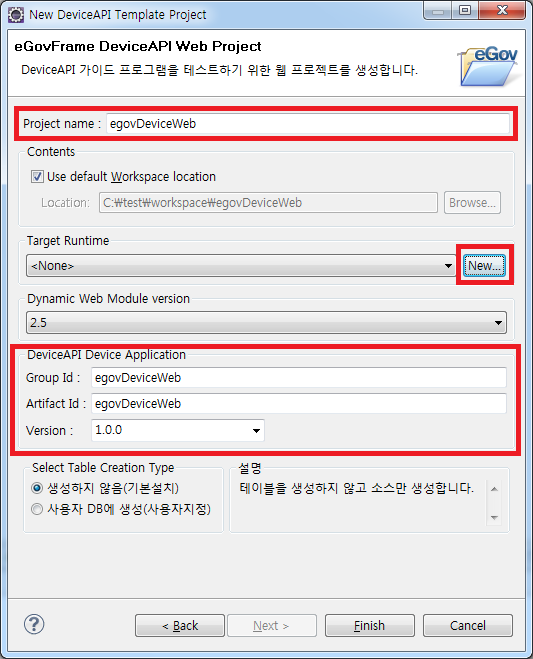 New DeviceAPI Template Project
eGovFrame DeviceAPI Web Project
DeviceAPI 가이드 프로그램을 테스트하기 위한 웹 프로젝트를 생성합니다.
eGov
Project name : egovDeviceWeb
Contents
Use default Workspace location
Location: C:₩test₩workspace₩egovDeviceWeb Browse...
Target Runtime
<None> New...
Dynamic Web Module version
2.5
DeviceAPI Device Application
Group Id : egovDeviceWeb
Artifact Id : egovDeviceWeb
Version : 1.0.0
Select Table Creation Type 설명
생성하지 않음(기본설치) 테이블을 생성하지 않고 소스만 생성합니다.
사용자 DB에 생성(사용자지정)
? < Back Next > Finish Cancel